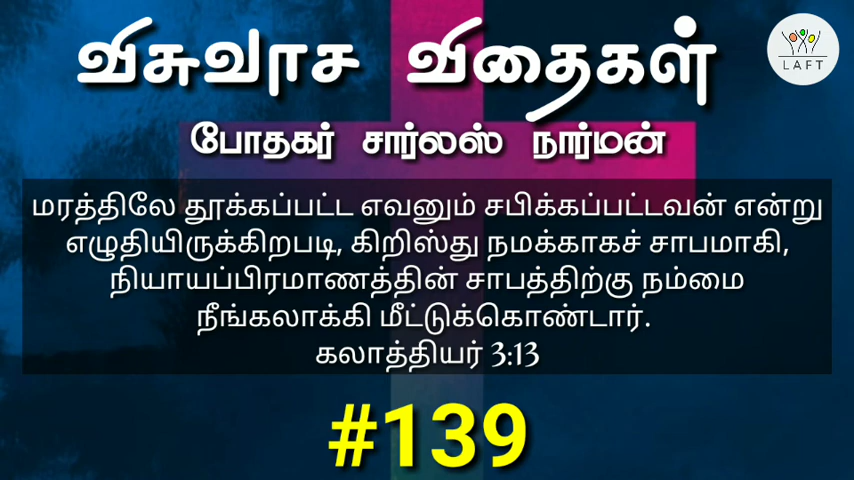 விசுவாச விதைகள்
LAFT
போதகர் சார்லஸ் நார்மன்
மரத்திலே தூக்கப்பட்ட எவனும் சபிக்கப்பட்டவன் என்று
எழுதியிருக்கிறபடி, கிறிஸ்து நமக்காகச் சாபமாகி,
நியாயப்பிரமாணத்தின் சாபத்திற்கு நம்மை
நீங்கலாக்கி மீட்டுக்கொண்டார்.
கலாத்தியர் 3:13
#139